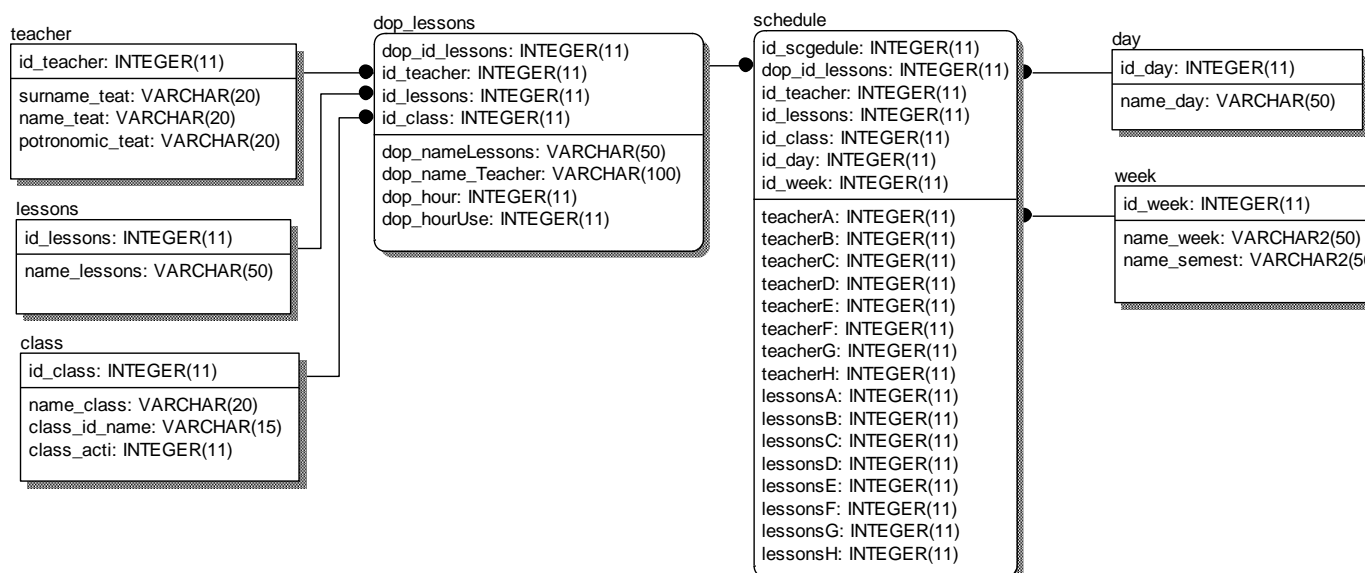 teacher
id_teacher: INTEGER(11)
surname_teat: VARCHAR(20)
name_teat: VARCHAR(20)
potronomic_teat: VARCHAR(20)
lessons
id_lessons: INTEGER(11)
name_lessons: VARCHAR(50)
class
id_class: INTEGER(11)
name_class: VARCHAR(20)
class_id_name: VARCHAR(15)
class_acti: INTEGER(11)
dop_lessons
dop_id_lessons: INTEGER(11)
id_teacher: INTEGER(11)
id_lessons: INTEGER(11)
id_class: INTEGER(11)
dop_nameLessons: VARCHAR(50)
dop_name_Teacher: VARCHAR(100)
dop_hour: INTEGER(11)
dop_hourUse: INTEGER(11)
schedule
id_scgedule: INTEGER(11)
dop_id_lessons: INTEGER(11)
id_teacher: INTEGER(11)
id_lessons: INTEGER(11)
id_class: INTEGER(11)
id_day: INTEGER(11)
id_week: INTEGER(11)
teacherA: INTEGER(11)
teacherB: INTEGER(11)
teacherC: INTEGER(11)
teacherD: INTEGER(11)
teacherE: INTEGER(11)
teacherF: INTEGER(11)
teacherG: INTEGER(11)
teacherH: INTEGER(11)
lessonsA: INTEGER(11)
lessonsB: INTEGER(11)
lessonsC: INTEGER(11)
lessonsD: INTEGER(11)
lessonsE: INTEGER(11)
lessonsF: INTEGER(11)
lessonsG: INTEGER(11)
lessonsH: INTEGER(11)
day
id_day: INTEGER(11)
name_day: VARCHAR(50)
week
id_week: INTEGER(11)
name_week: VARCHAR2(50)
name_semest: VARCHAR2(